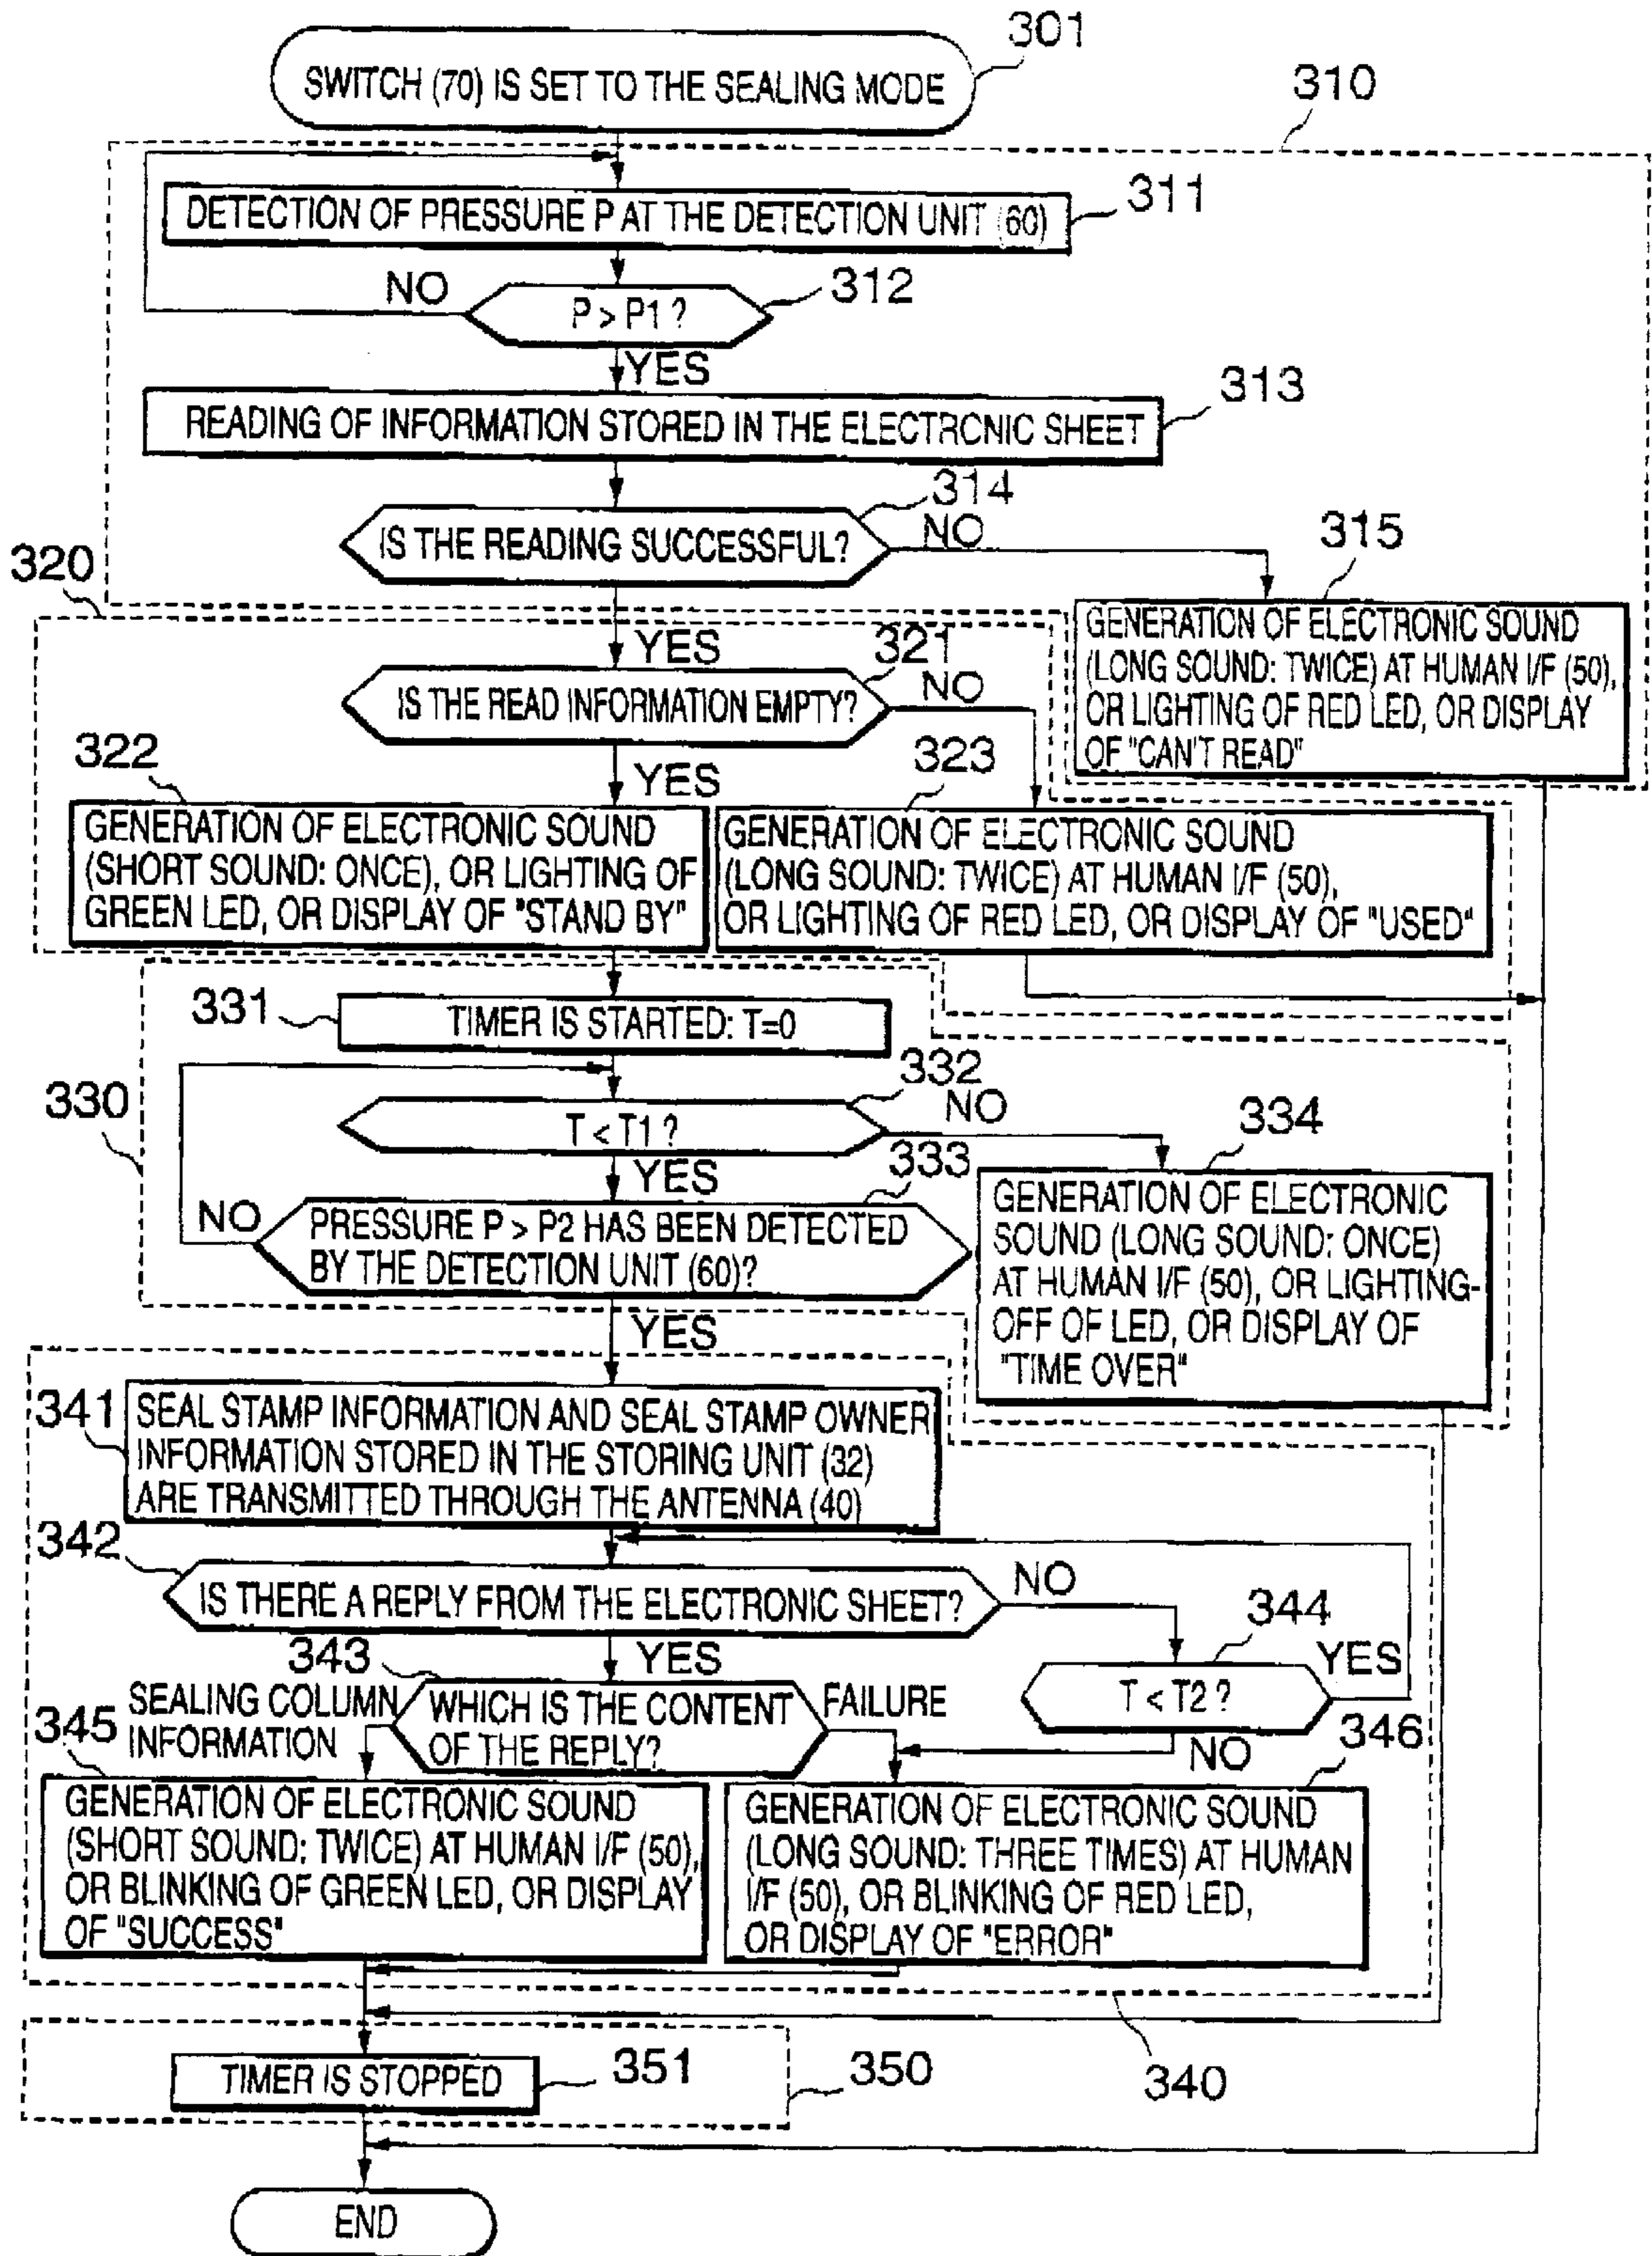 301
SWITCH (70) IS SET TO THE SEALING MODE
310
DETECTION OF PRESSURE P AT THE DETECTION UNIT (60)
311
NO
P > P1 ?
312
YES
READING OF INFORMATION STORED IN THE ELECTRCNIC SHEET
313
IS THE READING SUCCESSFUL?
314
NO
315
GENERATION OF ELECTRONIC SOUND
(LONG SOUND: TWICE) AT HUMAN I/F (50),
OR LIGHTING OF RED LED, OR DISPLAY
OF "CAN'T READ"
320
YES
321
IS THE READ INFORMATION EMPTY?
NO
322
YES
323
GENERATION OF ELECTRONIC SOUND
(SHORT SOUND: ONCE), OR LIGHTING OF
GREEN LED, OR DISPLAY OF "STAND BY"
GENERATION OF ELECTRONIC SOUND
(LONG SOUND: TWICE) AT HUMAN I/F (50),
OR LIGHTING OF RED LED, OR DISPLAY OF "USED"
331
TIMER IS STARTED: T=0
330
332
T < T1 ?
NO
YES
333
334
NO
PRESSURE P > P2 HAS BEEN DETECTED
BY THE DETECTION UNIT (60)?
GENERATION OF ELECTRONIC
SOUND (LONG SOUND: ONCE)
AT HUMAN I/F (50), OR LIGHTING-
OFF OF LED, OR DISPLAY OF
"TIME OVER"
YES
341
SEAL STAMP INFORMATION AND SEAL STAMP OWNER
INFORMATION STORED IN THE STORING UNIT (32)
ARE TRANSMITTED THROUGH THE ANTENNA (40)
342
IS THERE A REPLY FROM THE ELECTRONIC SHEET?
NO
344
343
YES
T < T2 ?
YES
NO
SEALING COLUMN
INFORMATION
WHICH IS THE CONTENT
OF THE REPLY?
FAILURE
345
346
GENERATION OF ELECTRONIC SOUND
(SHORT SOUND: TWICE) AT HUMAN I/F (50),
OR BLINKING OF GREEN LED, OR DISPLAY
OF "SUCCESS"
GENERATION OF ELECTRONIC SOUND
(LONG SOUND: THREE TIMES) AT HUMAN
I/F (50), OR BLINKING OF RED LED,
OR DISPLAY OF "ERROR"
340
TIMER IS STOPPED
351
350
END